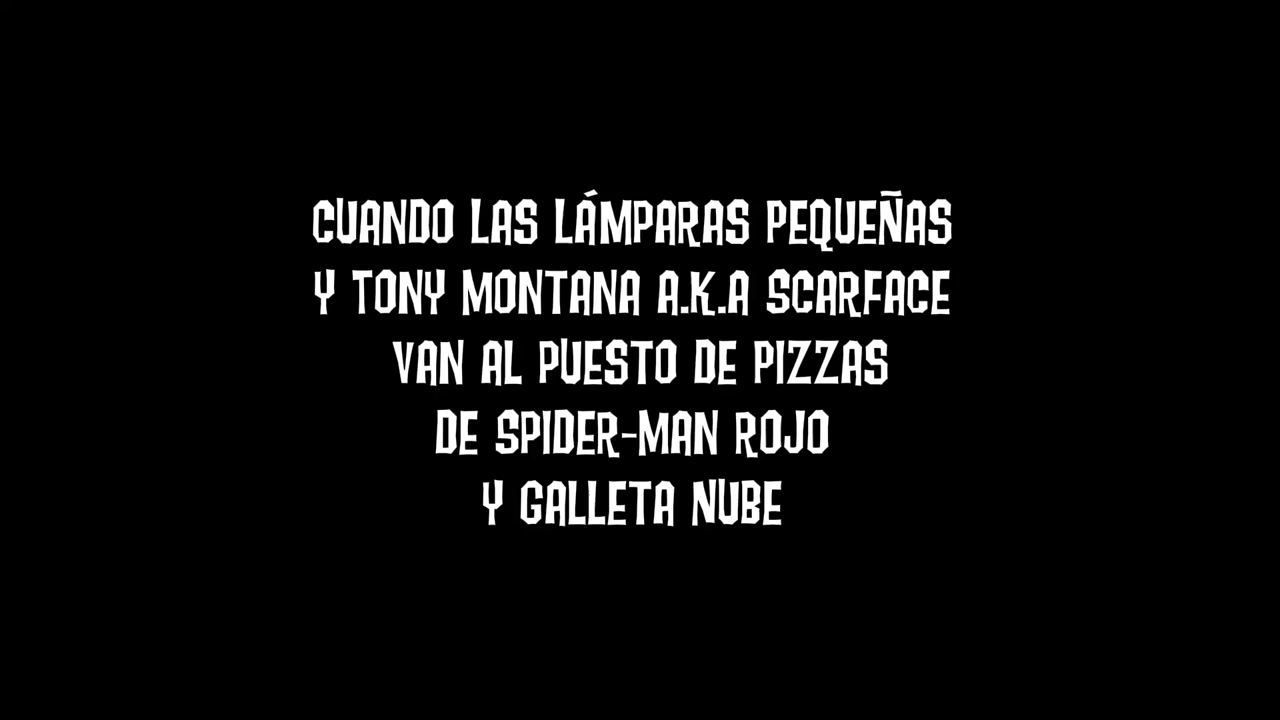 CUANDO LAS LÁMPARAS PEQUEÑAS
Y TONY MONTANA A.K.A SCARFACE
VAN AL PUESTO DE PIZZAS
DE SPIDER-MAN ROJO
Y GALLETA NUBE